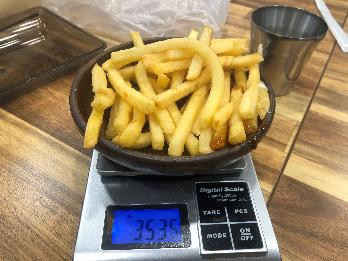 Digital Scale
353.5
TARE
PCS
MODE
ON
OFF